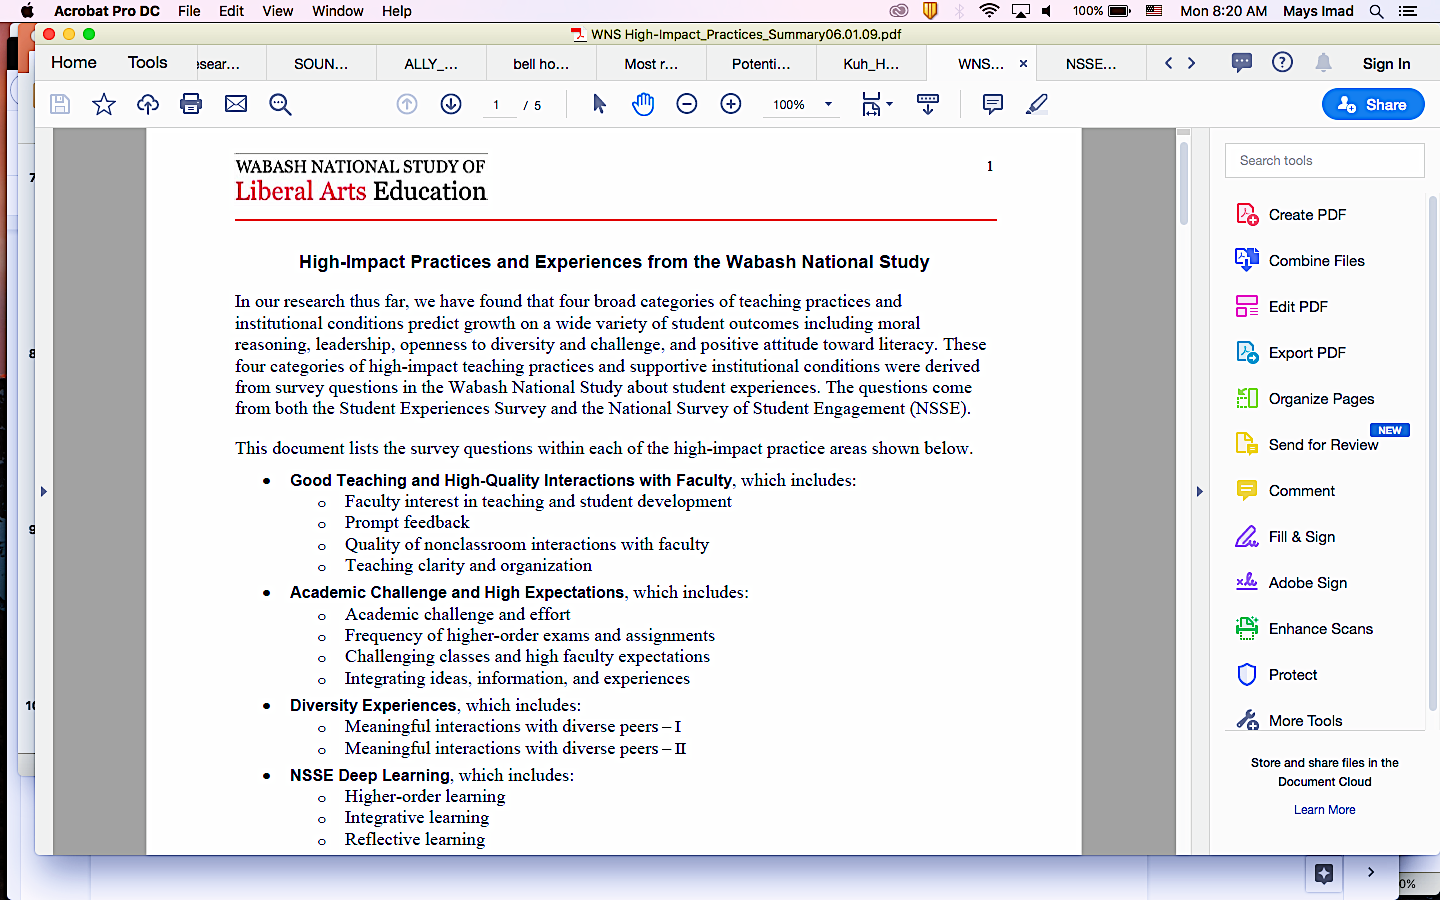 Acrobat Pro DC File Edit View Window Help 100% Mon 8:20 AM Mays Imad
WNS High-Impact_Practices_Summary06.01.09.pdf
Home Tools esear... SOUN... ALLY_... bell ho... Most r... Potenti... Kuh_H... WNS... × NSSE... Sign In
1 / 5 100% Share
7
8
9
10
WABASH NATIONAL STUDY OF
Liberal Arts Education
1
High-Impact Practices and Experiences from the Wabash National Study
In our research thus far, we have found that four broad categories of teaching practices and
institutional conditions predict growth on a wide variety of student outcomes including moral
reasoning, leadership, openness to diversity and challenge, and positive attitude toward literacy. These
four categories of high-impact teaching practices and supportive institutional conditions were derived
from survey questions in the Wabash National Study about student experiences. The questions come
from both the Student Experiences Survey and the National Survey of Student Engagement (NSSE).
This document lists the survey questions within each of the high-impact practice areas shown below.
• Good Teaching and High-Quality Interactions with Faculty, which includes:
o Faculty interest in teaching and student development
o Prompt feedback
o Quality of nonclassroom interactions with faculty
o Teaching clarity and organization
• Academic Challenge and High Expectations, which includes:
o Academic challenge and effort
o Frequency of higher-order exams and assignments
o Challenging classes and high faculty expectations
o Integrating ideas, information, and experiences
• Diversity Experiences, which includes:
o Meaningful interactions with diverse peers – I
o Meaningful interactions with diverse peers – II
• NSSE Deep Learning, which includes:
o Higher-order learning
o Integrative learning
o Reflective learning
Search tools
Create PDF
Combine Files
Edit PDF
Export PDF
Organize Pages
NEW
Send for Review
Comment
Fill & Sign
Adobe Sign
Enhance Scans
Protect
More Tools
Store and share files in the
Document Cloud
Learn More
0%